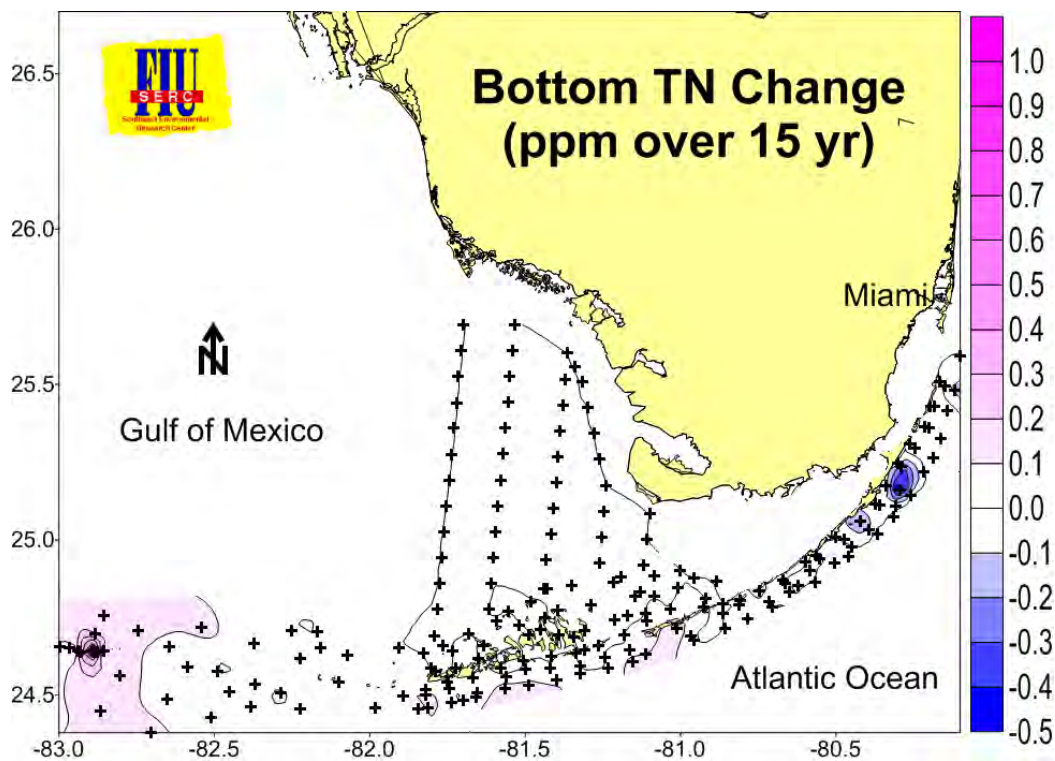 FIU
SERC
Southeast Environmental
Research Center
Bottom TN Change
(ppm over 15 yr)
Miami
N
Gulf of Mexico
Atlantic Ocean
26.5
26.0
25.5
25.0
24.5
-83.0
-82.5
-82.0
-81.5
-81.0
-80.5
1.0
0.9
0.8
0.7
0.6
0.5
0.4
0.3
0.2
0.1
0.0
-0.1
-0.2
-0.3
-0.4
-0.5